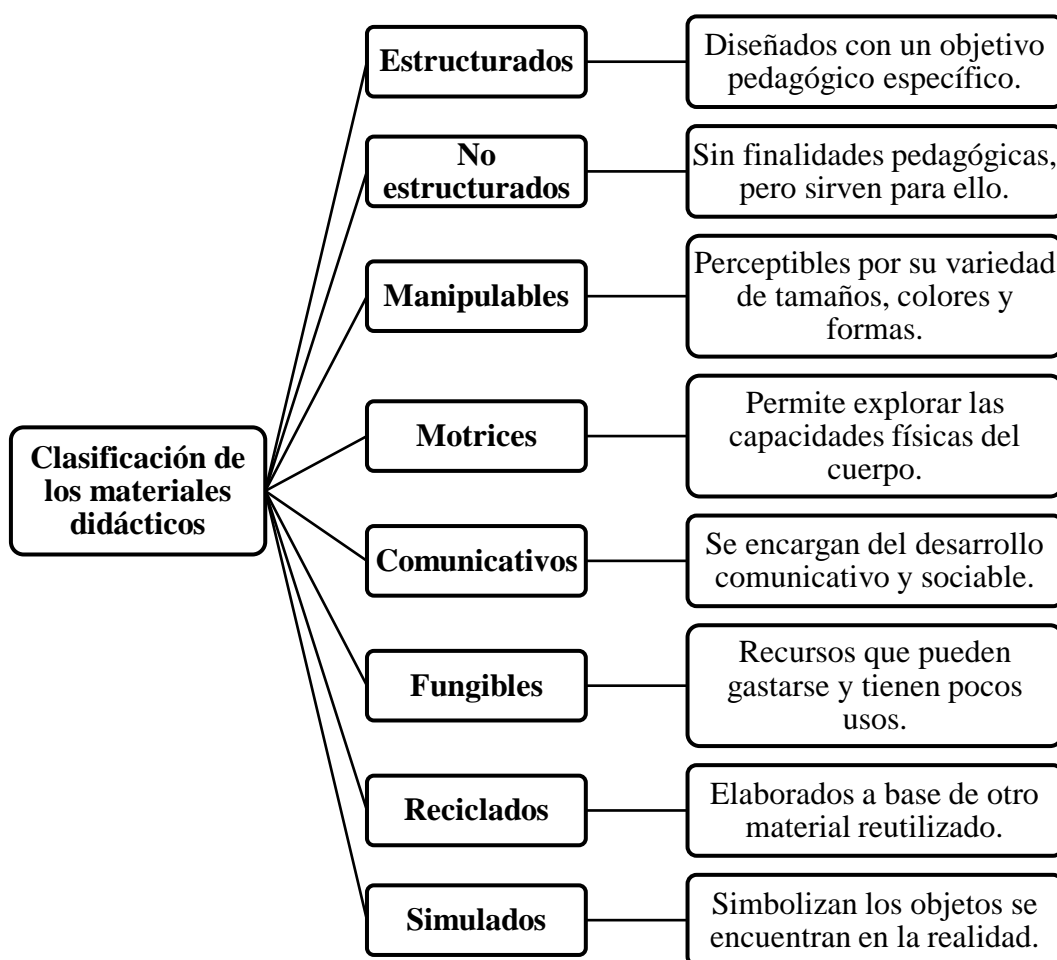 Clasificación de
los materiales
didácticos
Estructurados
Diseñados con un objetivo
pedagógico específico.
No
estructurados
Sin finalidades pedagógicas,
pero sirven para ello.
Manipulables
Perceptibles por su variedad
de tamaños, colores y
formas.
Motrices
Permite explorar las
capacidades físicas del
cuerpo.
Comunicativos
Se encargan del desarrollo
comunicativo y sociable.
Fungibles
Recursos que pueden
gastarse y tienen pocos
usos.
Reciclados
Elaborados a base de otro
material reutilizado.
Simulados
Simbolizan los objetos se
encuentran en la realidad.